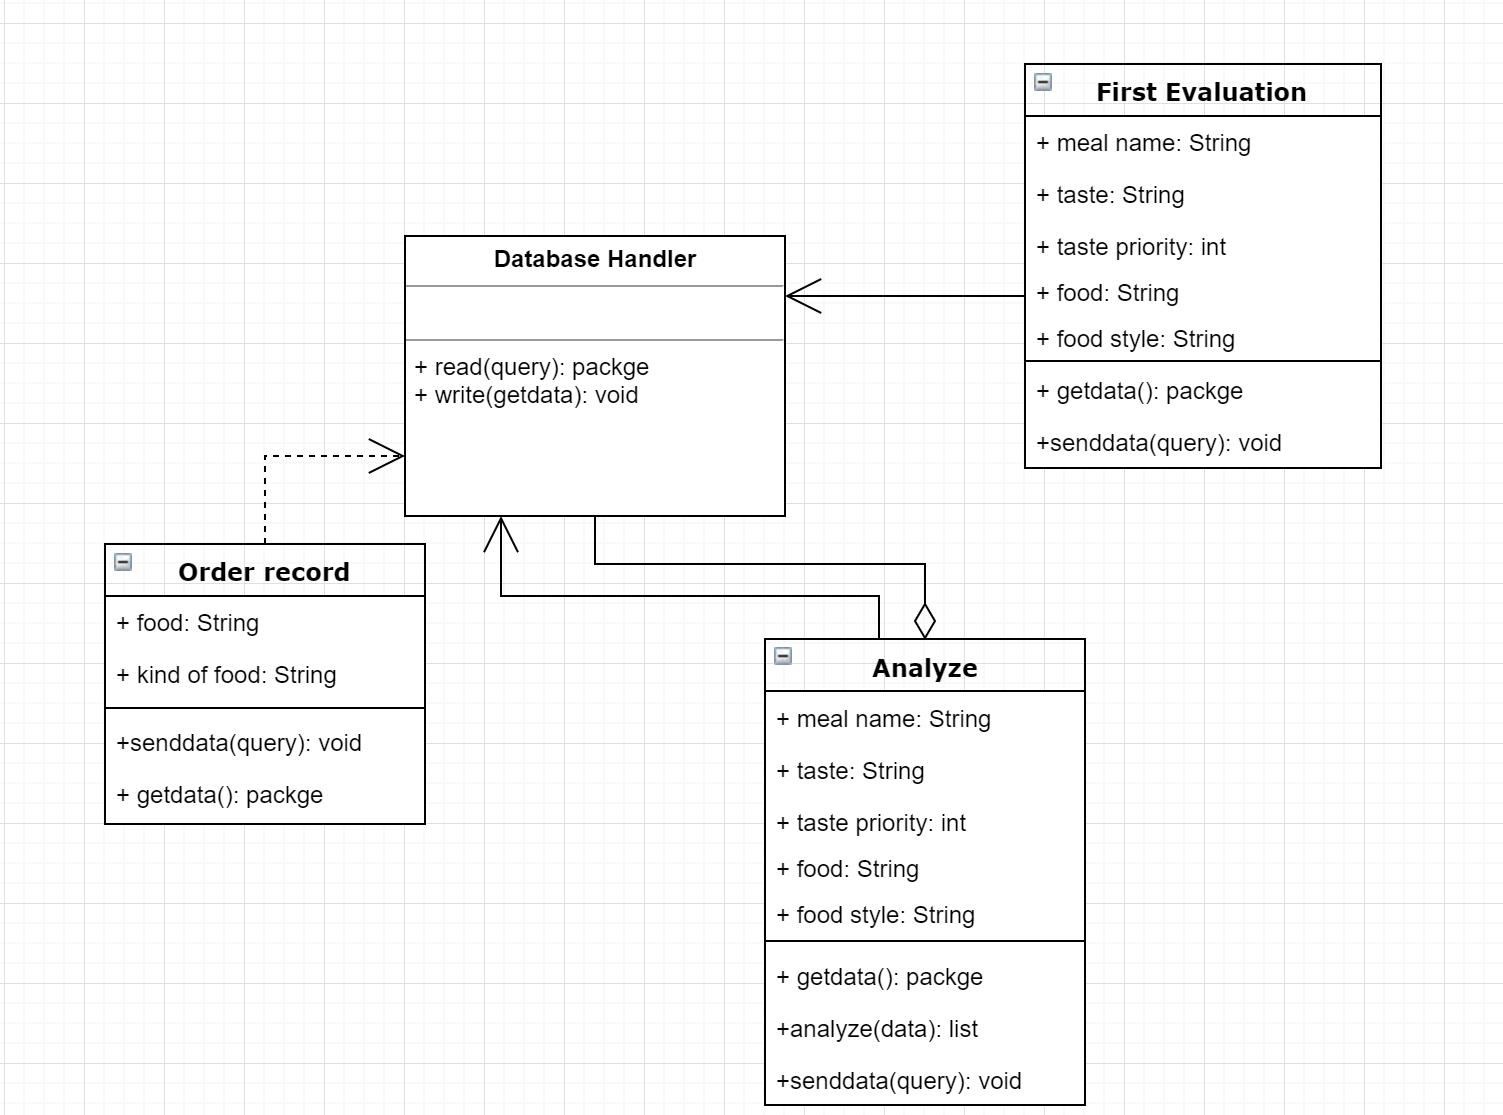 First Evaluation
+ meal name: String
+ taste: String
+ taste priority: int
+ food: String
+ food style: String
+ getdata(): packge
+senddata(query): void
Database Handler
+ read(query): packge
+ write(getdata): void
Order record
+ food: String
+ kind of food: String
+senddata(query): void
+ getdata(): packge
Analyze
+ meal name: String
+ taste: String
+ taste priority: int
+ food: String
+ food style: String
+ getdata(): packge
+analyze(data): list
+senddata(query): void